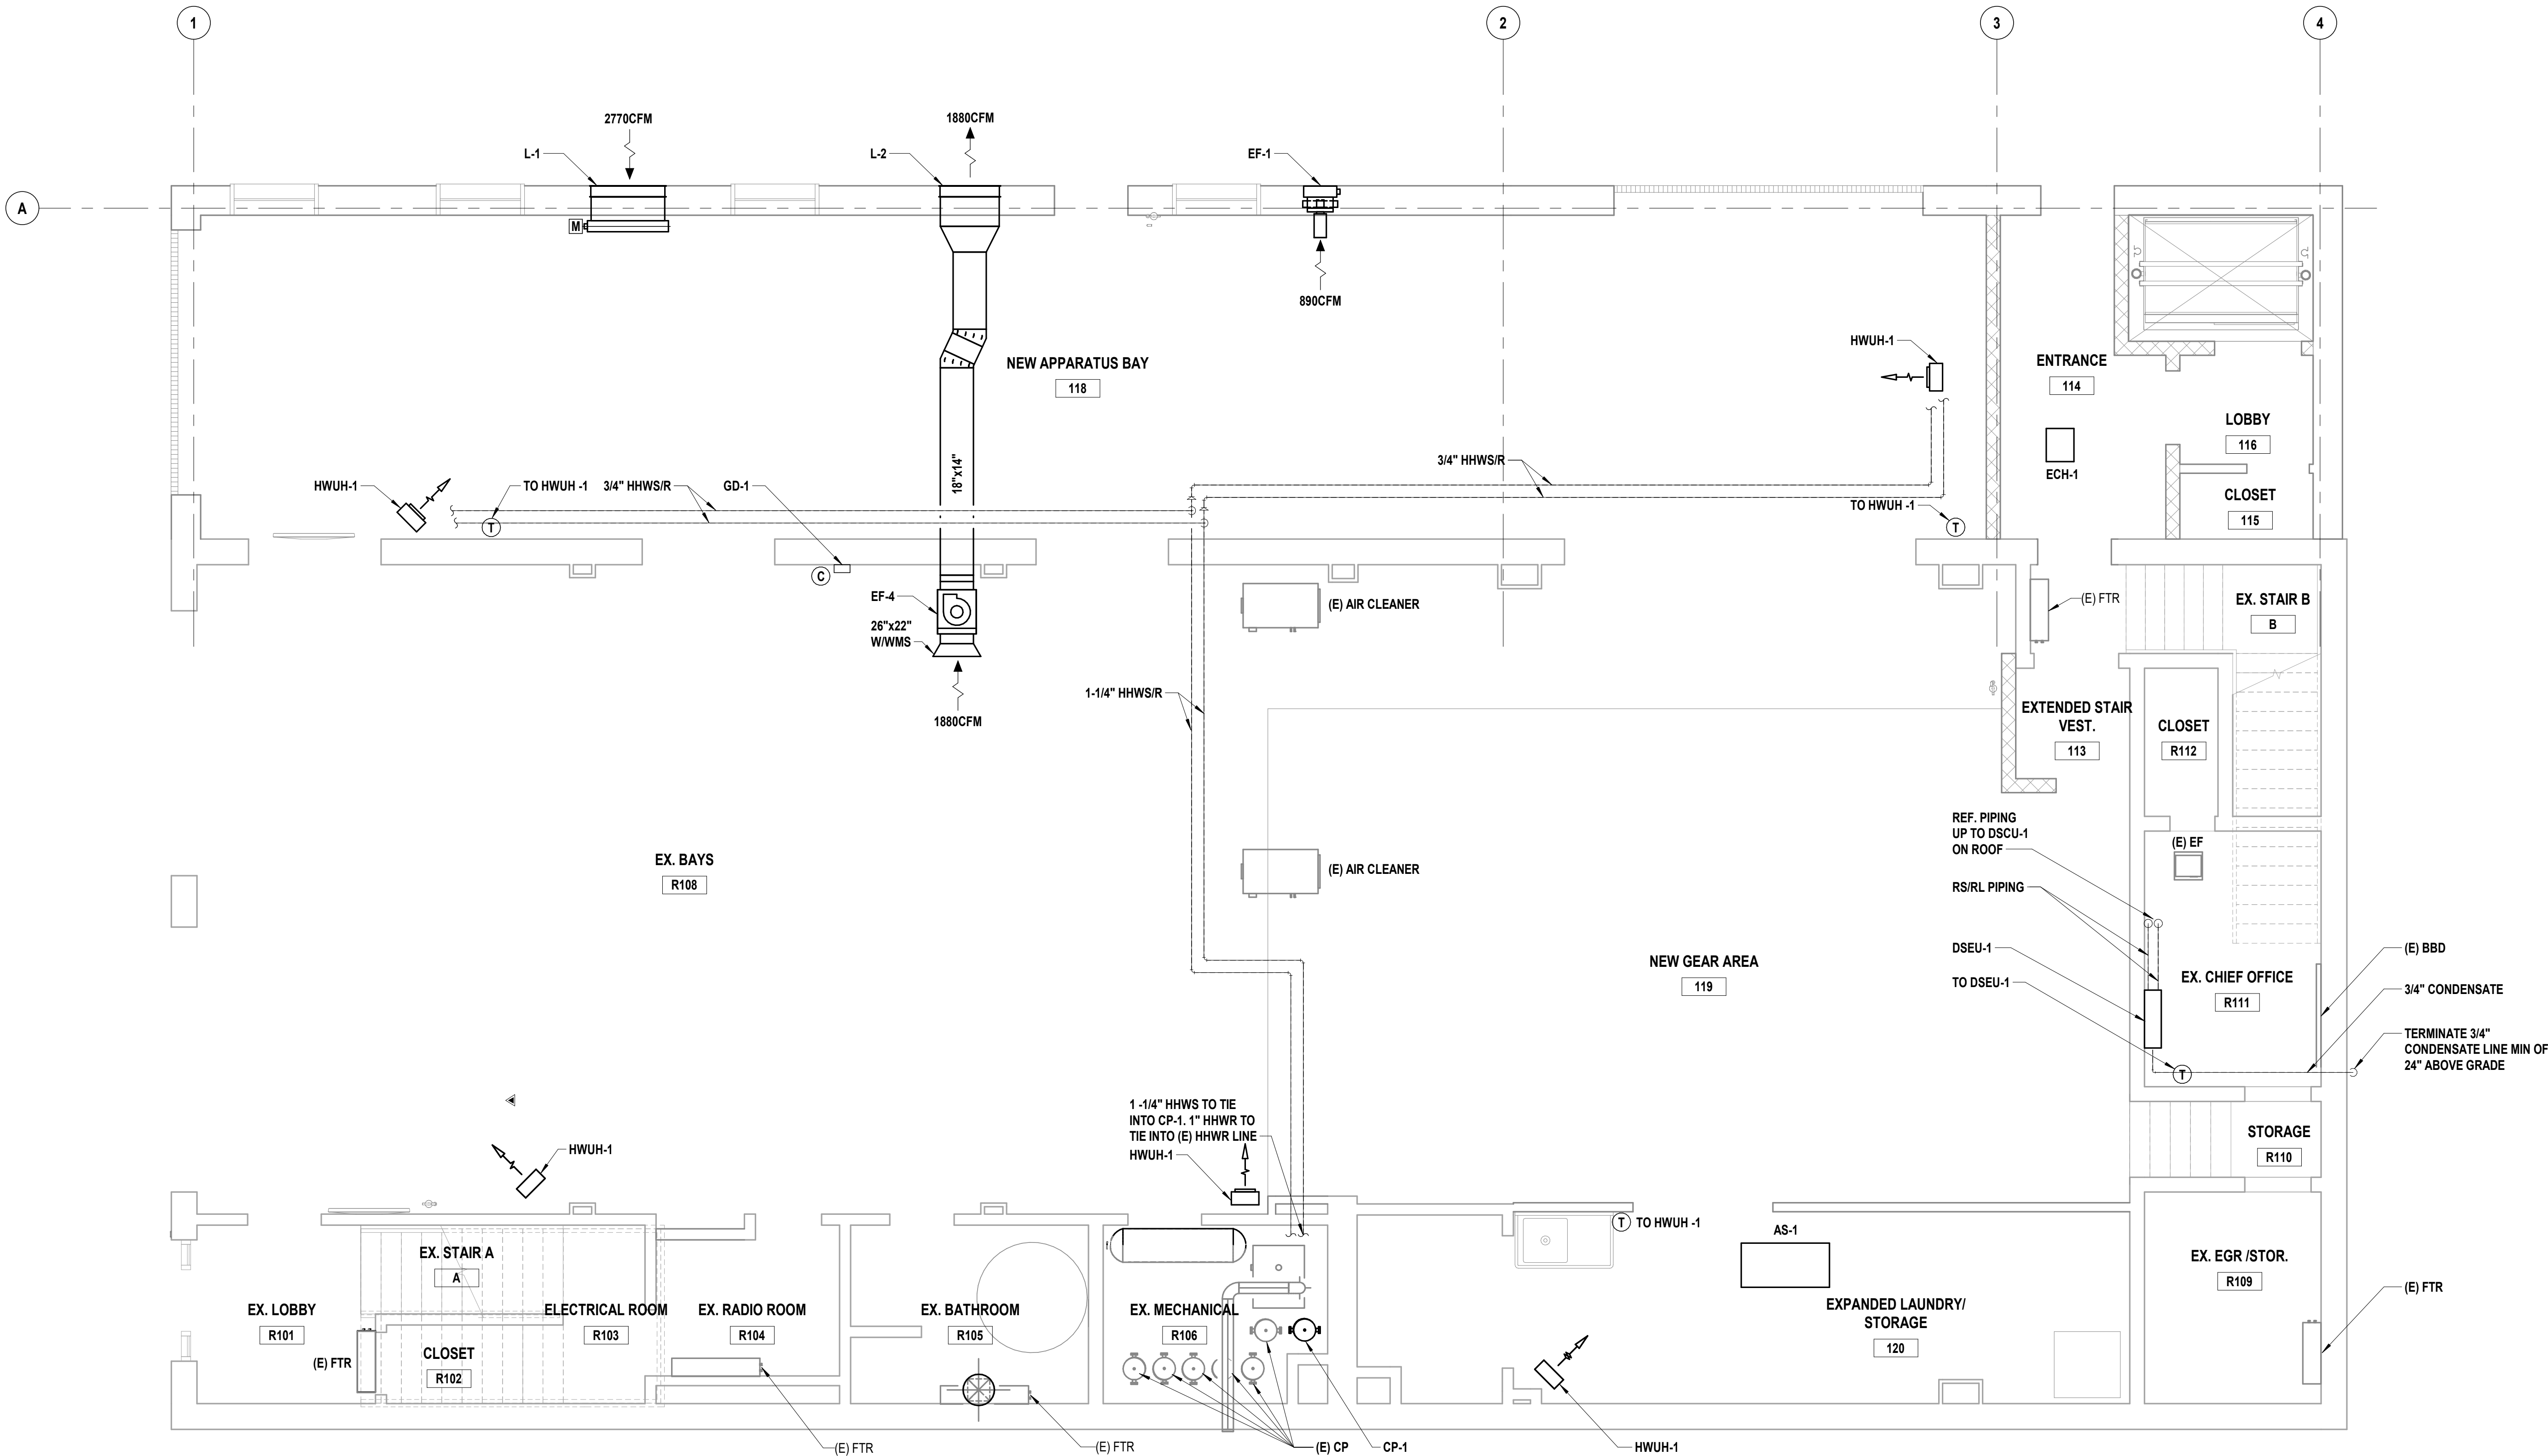 1
2
3
4
A
2770CFM
1880CFM
L-1
L-2
EF-1
M
890CFM
NEW APPARATUS BAY
118
HWUH-1
ENTRANCE
114
LOBBY
116
ECH-1
CLOSET
115
3/4" HHWS/R
18"x14"
HWUH-1
TO HWUH -1
3/4" HHWS/R
GD-1
T
TO HWUH -1
T
C
EF-4
26"x22"
W/WMS
1880CFM
(E) AIR CLEANER
(E) FTR
EX. STAIR B
B
1-1/4" HHWS/R
EXTENDED STAIR
VEST.
113
CLOSET
R112
REF. PIPING
UP TO DSCU-1
ON ROOF
(E) EF
EX. BAYS
R108
(E) AIR CLEANER
RS/RL PIPING
NEW GEAR AREA
119
DSEU-1
TO DSEU-1
EX. CHIEF OFFICE
R111
(E) BBD
3/4" CONDENSATE
TERMINATE 3/4"
CONDENSATE LINE MIN OF
24" ABOVE GRADE
T
1 -1/4" HHWS TO TIE
INTO CP-1. 1" HHWR TO
TIE INTO (E) HHWR LINE
HWUH-1
HWUH-1
STORAGE
R110
T
TO HWUH -1
AS-1
EX. STAIR A
A
EX. EGR /STOR.
R109
EX. LOBBY
R101
ELECTRICAL ROOM
R103
EX. RADIO ROOM
R104
EX. BATHROOM
R105
EX. MECHANICAL
R106
EXPANDED LAUNDRY/
STORAGE
120
(E) FTR
(E) FTR
CLOSET
R102
(E) FTR
(E) FTR
(E) CP
CP-1
HWUH-1